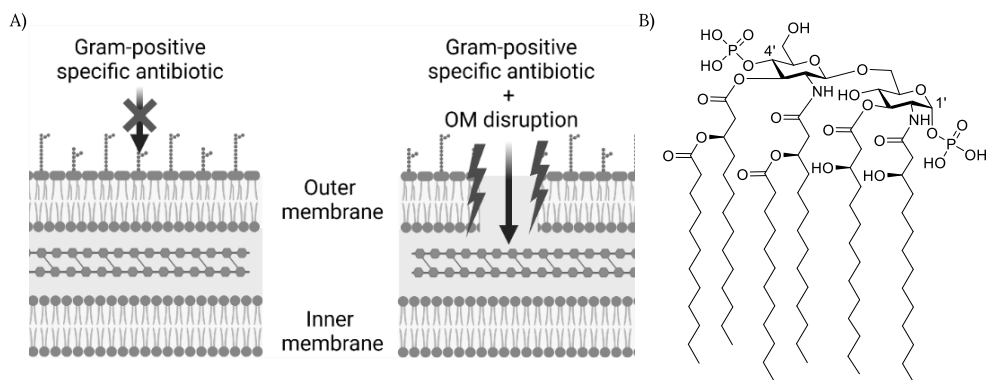 A)
Gram-positive
specific antibiotic
Gram-positive
specific antibiotic
+
OM disruption
Outer
membrane
Inner
membrane
B)
HO
O
P
HO
O
4'
HO
O
O
O
O
HO
O
1'
O
NH
O
O
NH
O
O
P
O
HO
OH
O
O
O
O
HO
HO